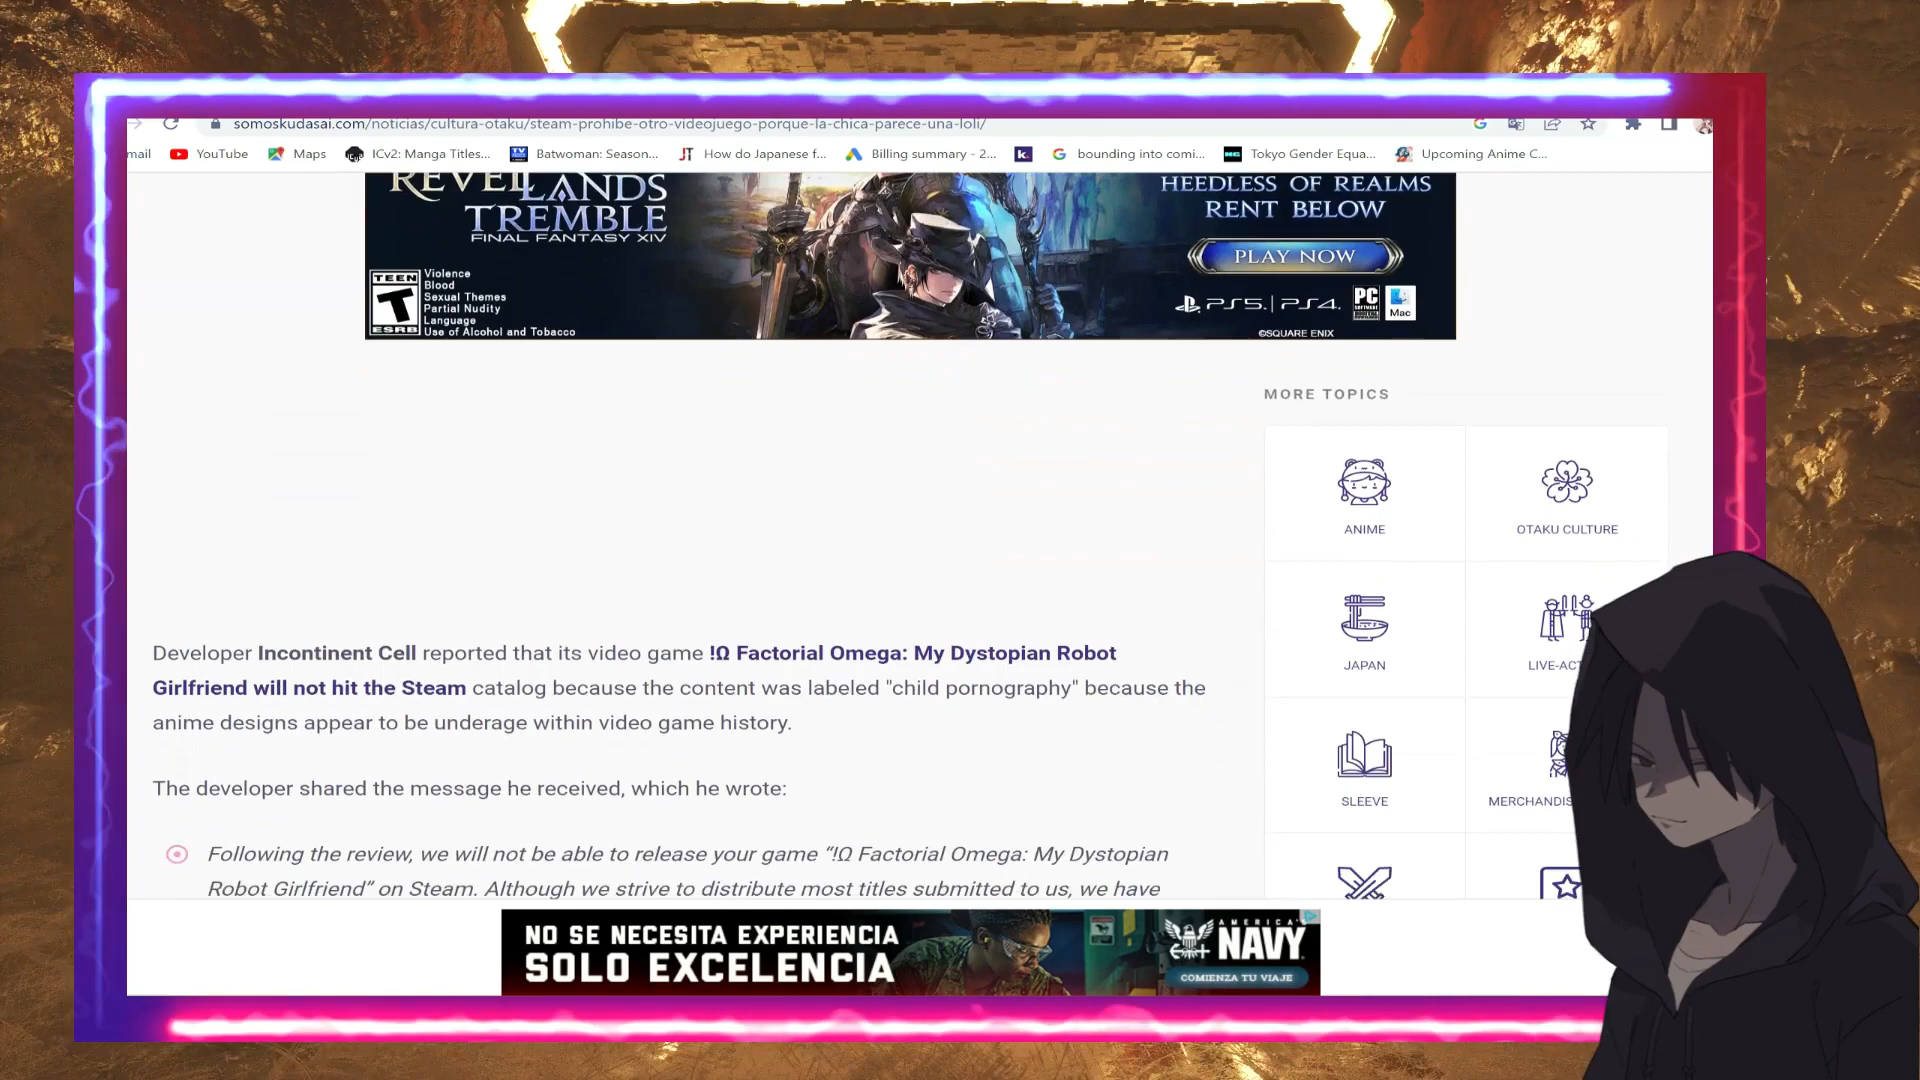 somoskudasai.com/noticias/cultura-otaku/steam-prohibe-otro-videojuego-porque-la-chica-parece-una-loli/
mail YouTube Maps ICv2: Manga Titles... Batwoman: Season... How do Japanese f... Billing summary - 2... bounding into comi... Tokyo Gender Equa... Upcoming Anime C...
LANDS
TREMBLE
FINAL FANTASY XIV
HEEDLESS OF REALMS
RENT BELOW
PLAY NOW
TEEN
T
ESRB
Violence
Blood
Sexual Themes
Partial Nudity
Language
Use of Alcohol and Tobacco
PS5. | PS4. PC Mac
©SQUARE ENIX
MORE TOPICS
ANIME
OTAKU CULTURE
JAPAN
LIVE-ACT
SLEEVE
MERCHANDIS
Developer Incontinent Cell reported that its video game !Ω Factorial Omega: My Dystopian Robot
Girlfriend will not hit the Steam catalog because the content was labeled "child pornography" because the
anime designs appear to be underage within video game history.
The developer shared the message he received, which he wrote:
Following the review, we will not be able to release your game “!Ω Factorial Omega: My Dystopian
Robot Girlfriend” on Steam. Although we strive to distribute most titles submitted to us, we have
NO SE NECESITA EXPERIENCIA
SOLO EXCELENCIA
AMERICA'S
NAVY
COMIENZA TU VIAJE